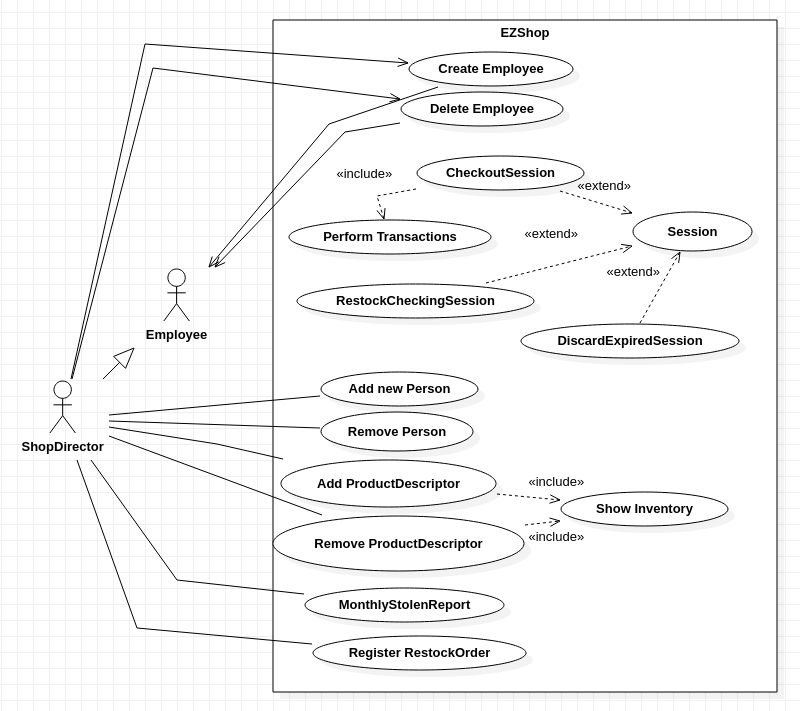 EZShop
Create Employee
Delete Employee
CheckoutSession
«include»
«extend»
Perform Transactions
«extend»
Session
«extend»
RestockCheckingSession
DiscardExpiredSession
Employee
ShopDirector
Add new Person
Remove Person
Add ProductDescriptor
«include»
Show Inventory
«include»
Remove ProductDescriptor
MonthlyStolenReport
Register RestockOrder